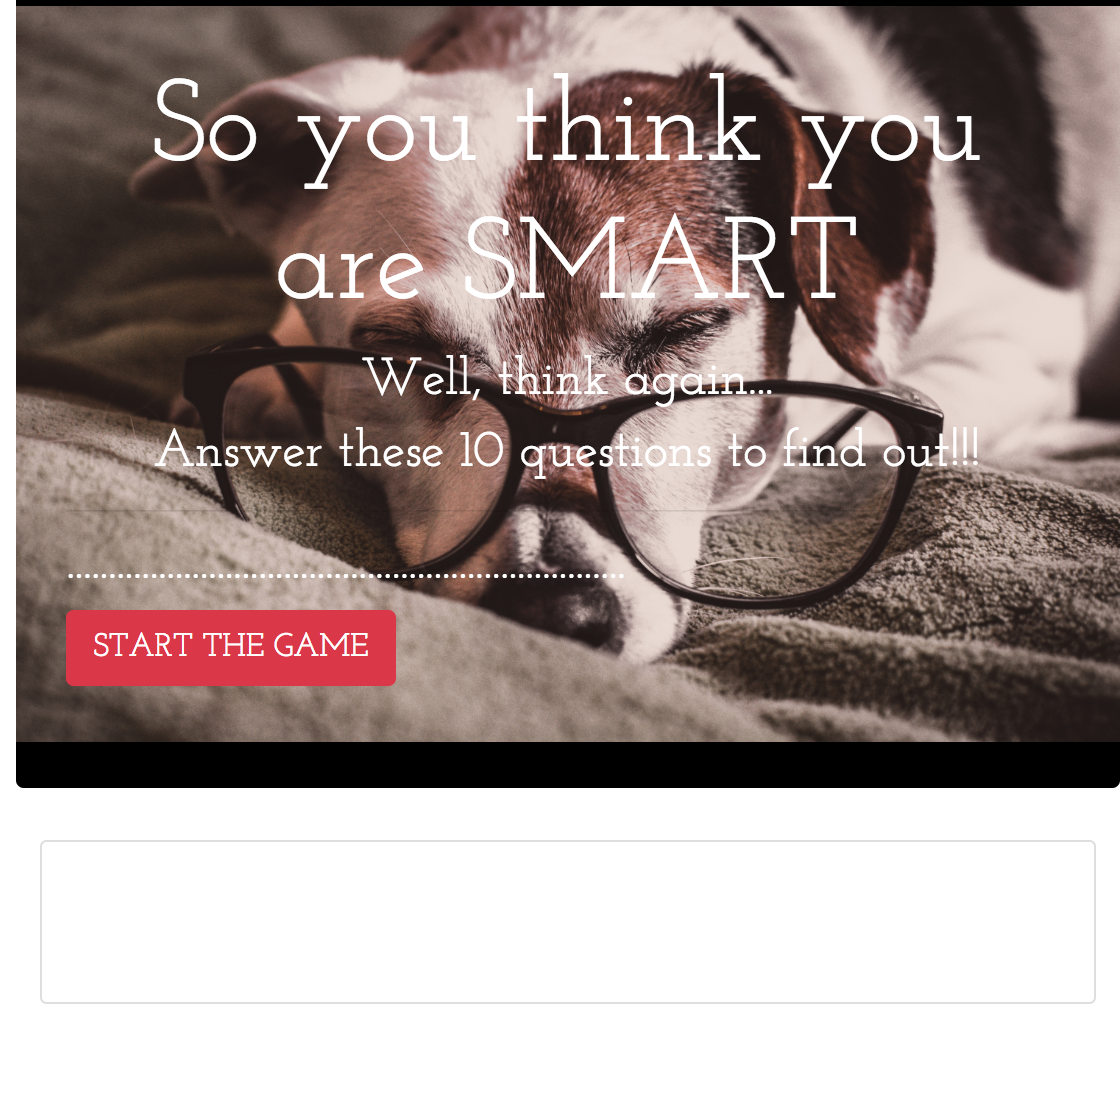 So you think you
are SMART
Well, think again...
Answer these 10 questions to find out!!!
START THE GAME